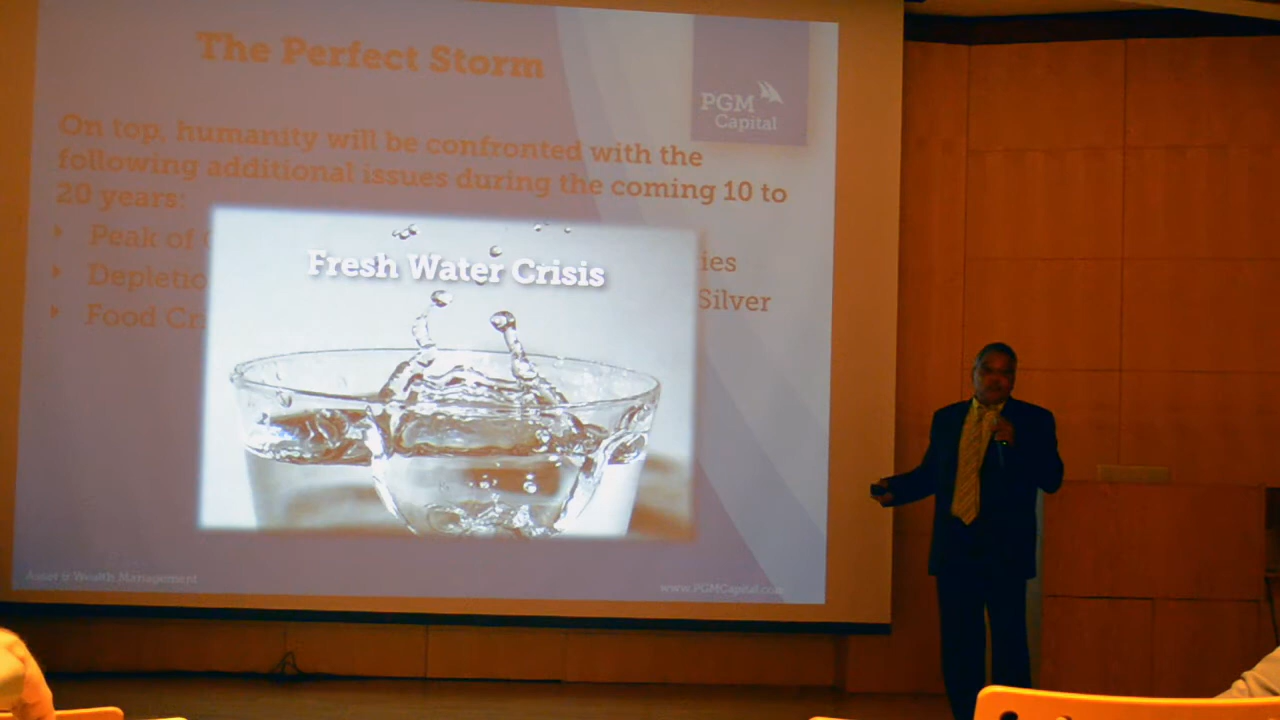 The Perfect Storm
PGM
Capital
On top, humanity will be confronted with the
following additional issues during the coming 10 to
20 years:
Peak of
ies
Depletio
Silver
Food Cr
Fresh Water Crisis
Asset & Wealth Management
www.PGMCapital.com